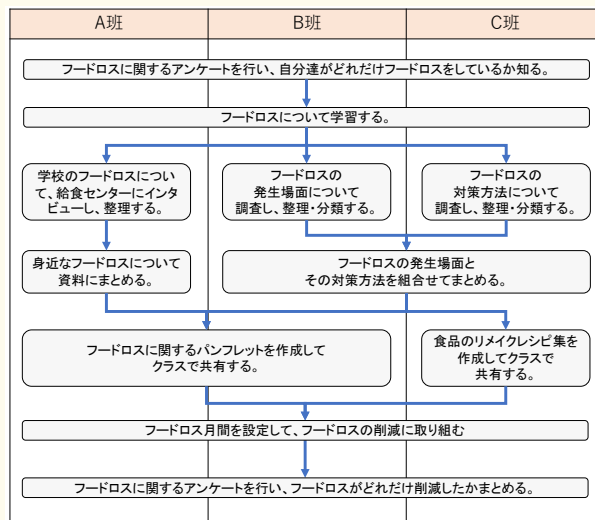 A班
B班
C班
フードロスに関するアンケートを行い、自分達がどれだけフードロスをしているか知る。
フードロスについて学習する。
学校のフードロスについ
て、給食センターにインタ
ビューし、整理する。
フードロスの
発生場面について
調査し、整理・分類する。
フードロスの
対策方法について
調査し、整理・分類する。
身近なフードロスについて
資料にまとめる。
フードロスの発生場面と
その対策方法を組合せてまとめる。
フードロスに関するパンフレットを作成して
クラスで共有する。
食品のリメイクレシピ集を
作成してクラスで
共有する。
フードロス月間を設定して、フードロスの削減に取り組む
フードロスに関するアンケートを行い、フードロスがどれだけ削減したかまとめる。